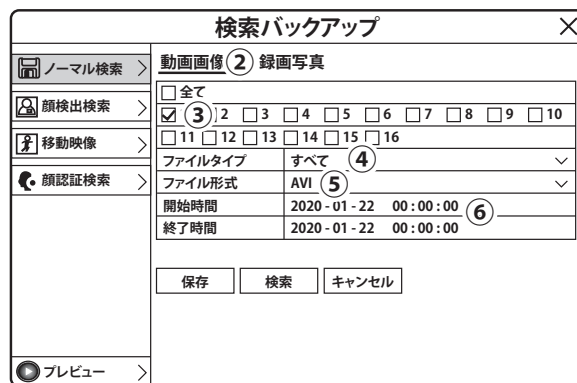 検索バックアップ
ノーマル検索
顔検出検索
移動映像
顔認証検索
プレビュー
動画画像 ② 録画写真
全て
③ 2 3 4 5 6 7 8 9 10
11 12 13 14 15 16
ファイルタイプ すべて ④
ファイル形式 AVI ⑤
開始時間 2020 - 01 - 22 00 : 00 : 00 ⑥
終了時間 2020 - 01 - 22 00 : 00 : 00
保存 検索 キャンセル